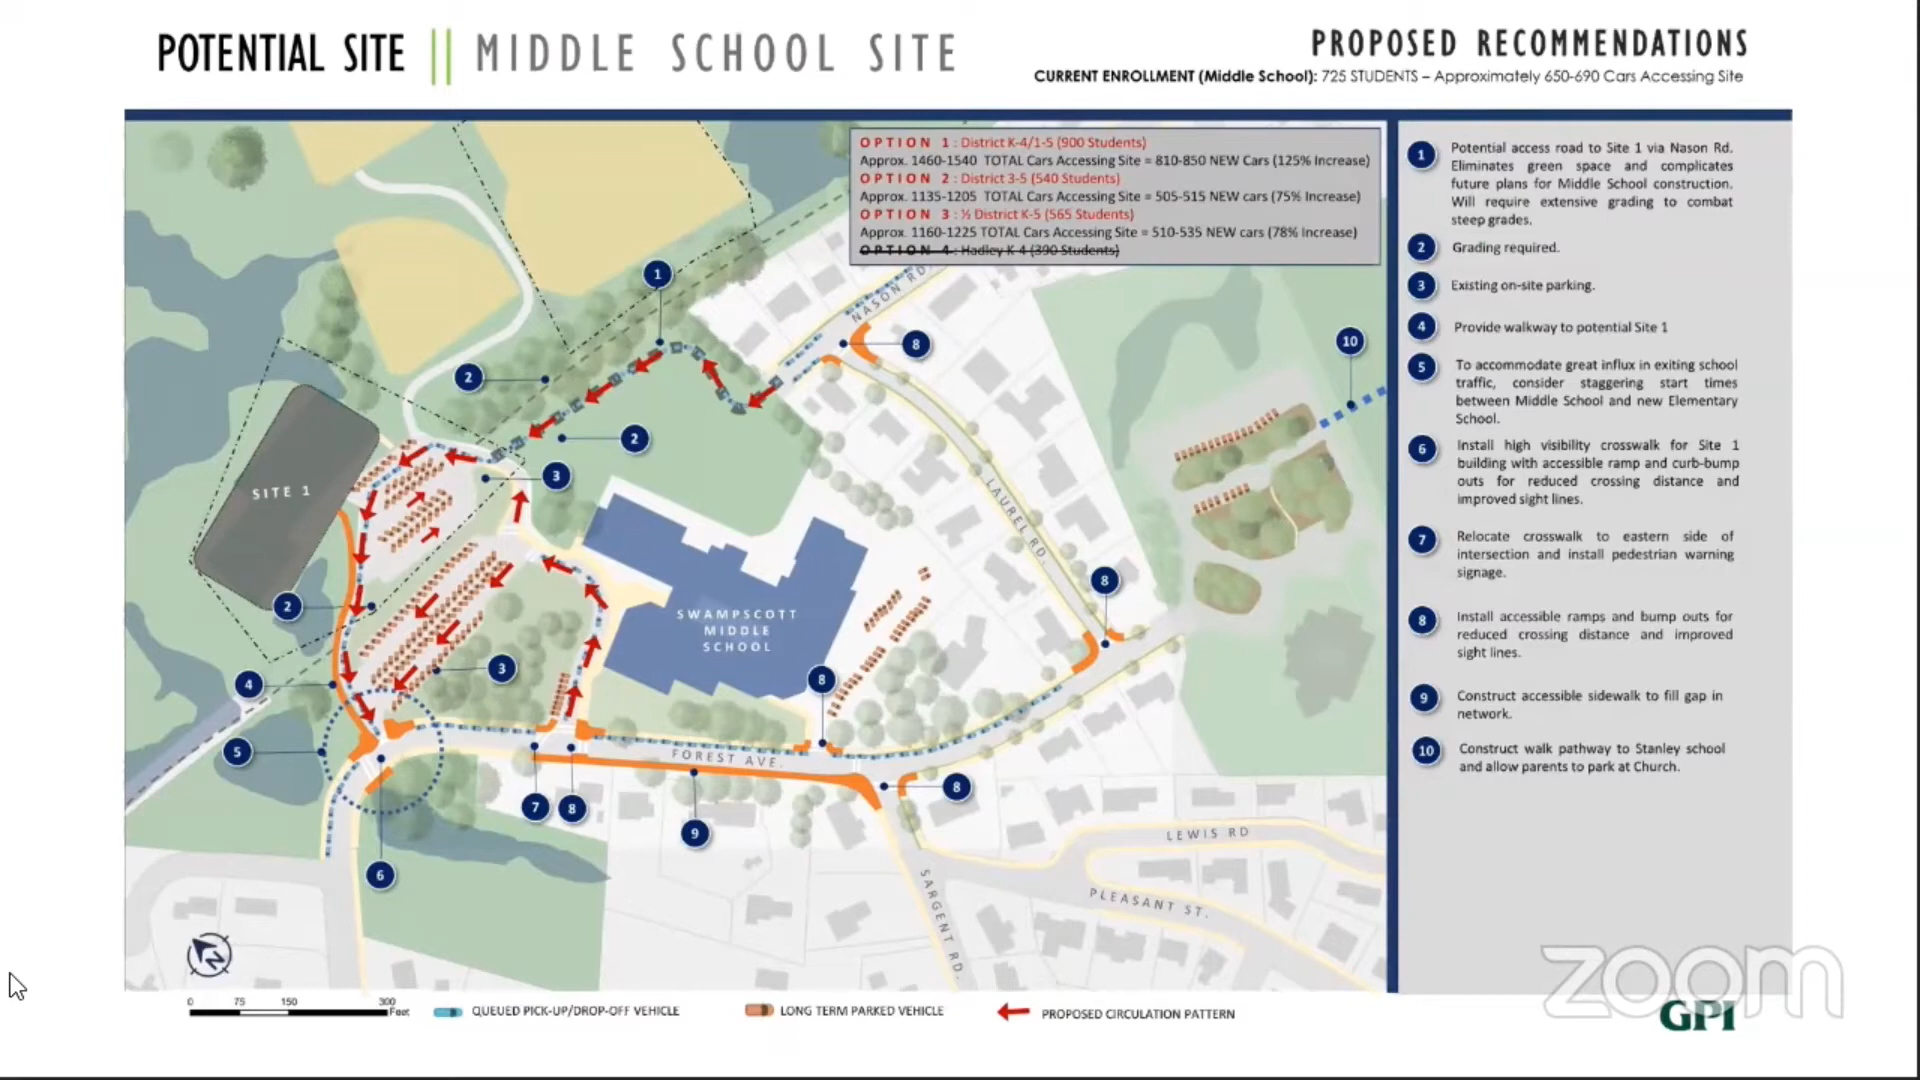 POTENTIAL SITE || MIDDLE SCHOOL SITE
PROPOSED RECOMMENDATIONS
CURRENT ENROLLMENT (Middle School): 725 STUDENTS – Approximately 650-690 Cars Accessing Site
OPTION 1 : District K-4/1-5 (900 Students)
Approx. 1460-1540 TOTAL Cars Accessing Site = 810-850 NEW Cars (125% Increase)
OPTION 2 : District 3-5 (540 Students)
Approx. 1135-1205 TOTAL Cars Accessing Site = 505-515 NEW cars (75% Increase)
OPTION 3 : ½ District K-5 (565 Students)
Approx. 1160-1225 TOTAL Cars Accessing Site = 510-535 NEW cars (78% Increase)
OPTION 4 : Hadley K-4 (390 Students)
1
NASON RD.
8
10
2
2
3
SITE 1
LAUREL RD.
8
2
SWAMPSCOTT
MIDDLE
SCHOOL
3
8
4
5
FOREST AVE.
7
8
9
8
6
LEWIS RD
PLEASANT ST.
SARGENT RD.
N
1
Potential access road to Site 1 via Nason Rd.
Eliminates green space and complicates
future plans for Middle School construction.
Will require extensive grading to combat
steep grades.
2
Grading required.
3
Existing on-site parking.
4
Provide walkway to potential Site 1
5
To accommodate great influx in exiting school
traffic, consider staggering start times
between Middle School and new Elementary
School.
6
Install high visibility crosswalk for Site 1
building with accessible ramp and curb-bump
outs for reduced crossing distance and
improved sight lines.
7
Relocate crosswalk to eastern side of
intersection and install pedestrian warning
signage.
8
Install accessible ramps and bump outs for
reduced crossing distance and improved
sight lines.
9
Construct accessible sidewalk to fill gap in
network.
10
Construct walk pathway to Stanley school
and allow parents to park at Church.
0 75 150 300
Feet
QUEUED PICK-UP/DROP-OFF VEHICLE
LONG TERM PARKED VEHICLE
PROPOSED CIRCULATION PATTERN
zoom
GPI